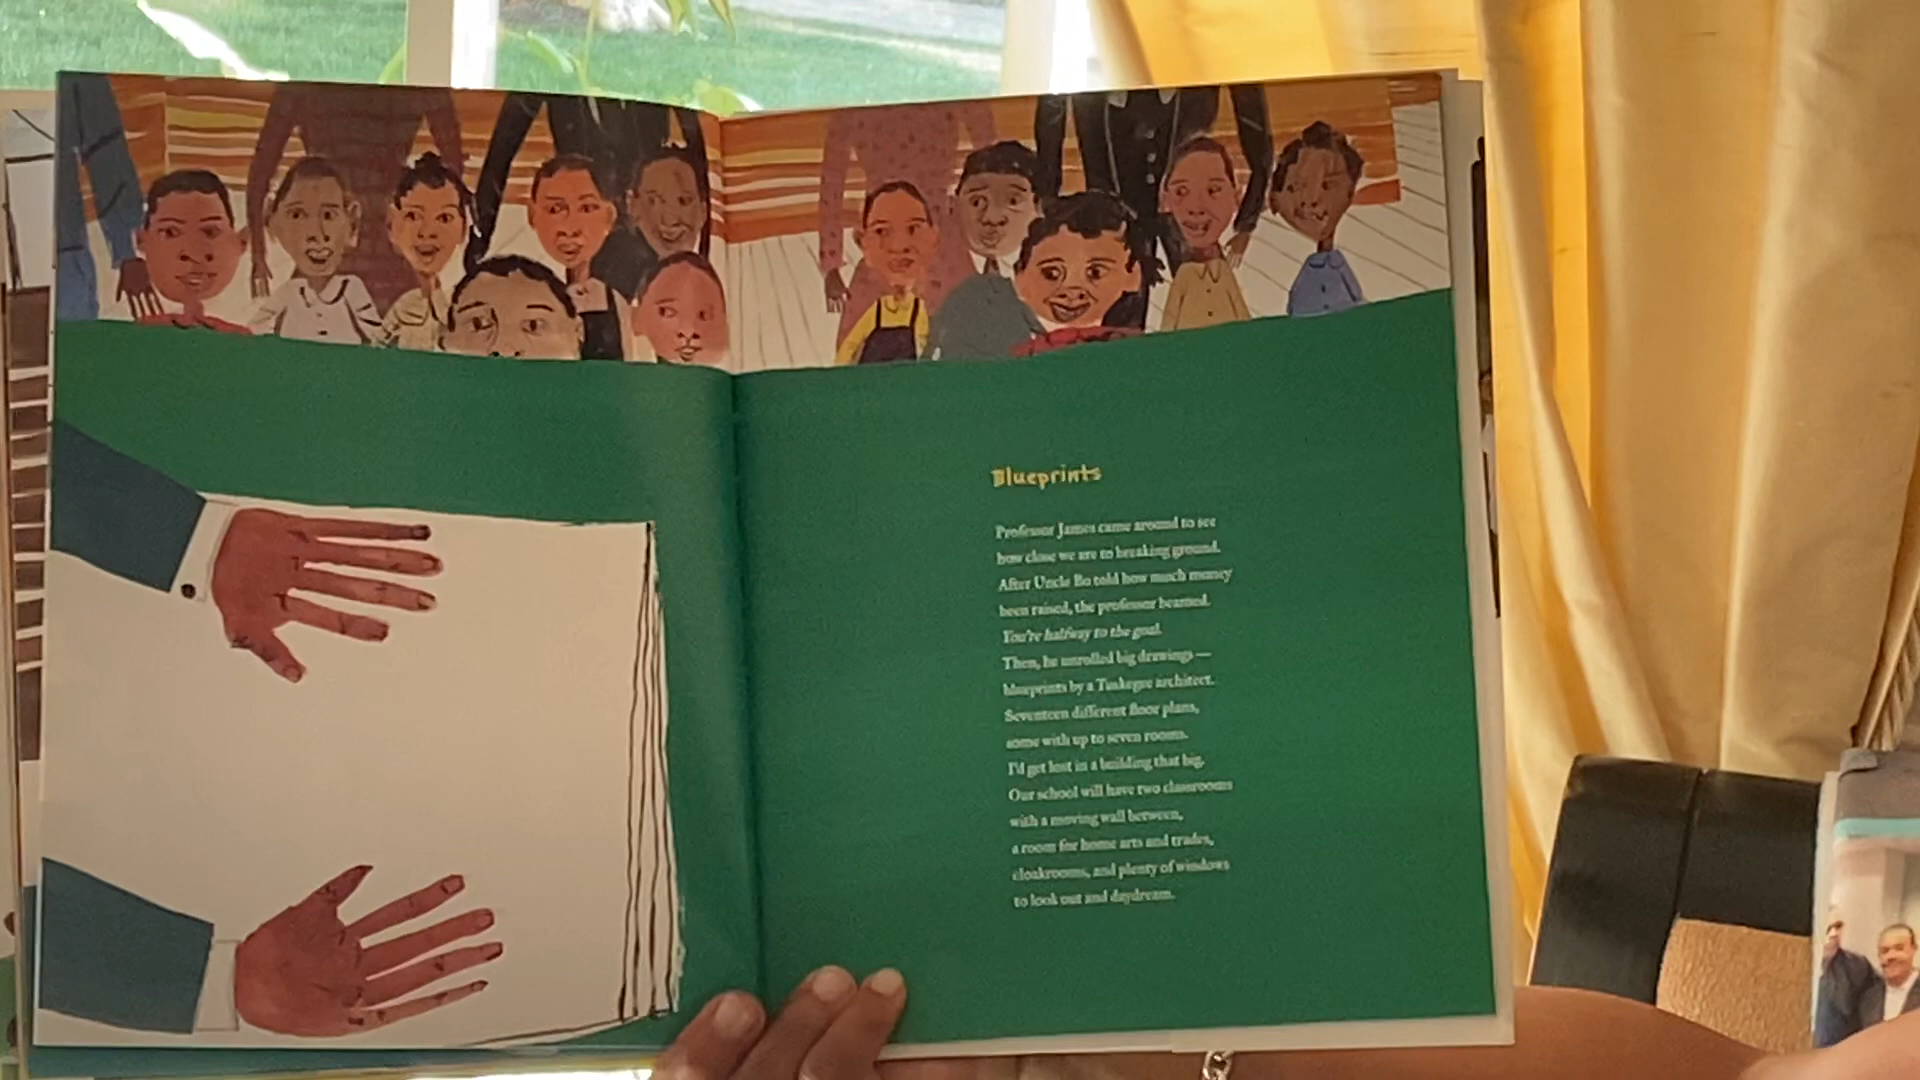 Blueprints
Professor James came around to see
how close we are to breaking ground.
After Uncle Bo told how much money
been raised, the professor beamed.
You're halfway to the goal.
Then, he unrolled big drawings—
blueprints by a Tuskegee architect.
Seventeen different floor plans,
some with up to seven rooms.
I'd get lost in a building that big.
Our school will have two classrooms
with a moving wall between,
a room for home arts and trades,
cloakrooms, and plenty of windows
to look out and daydream.